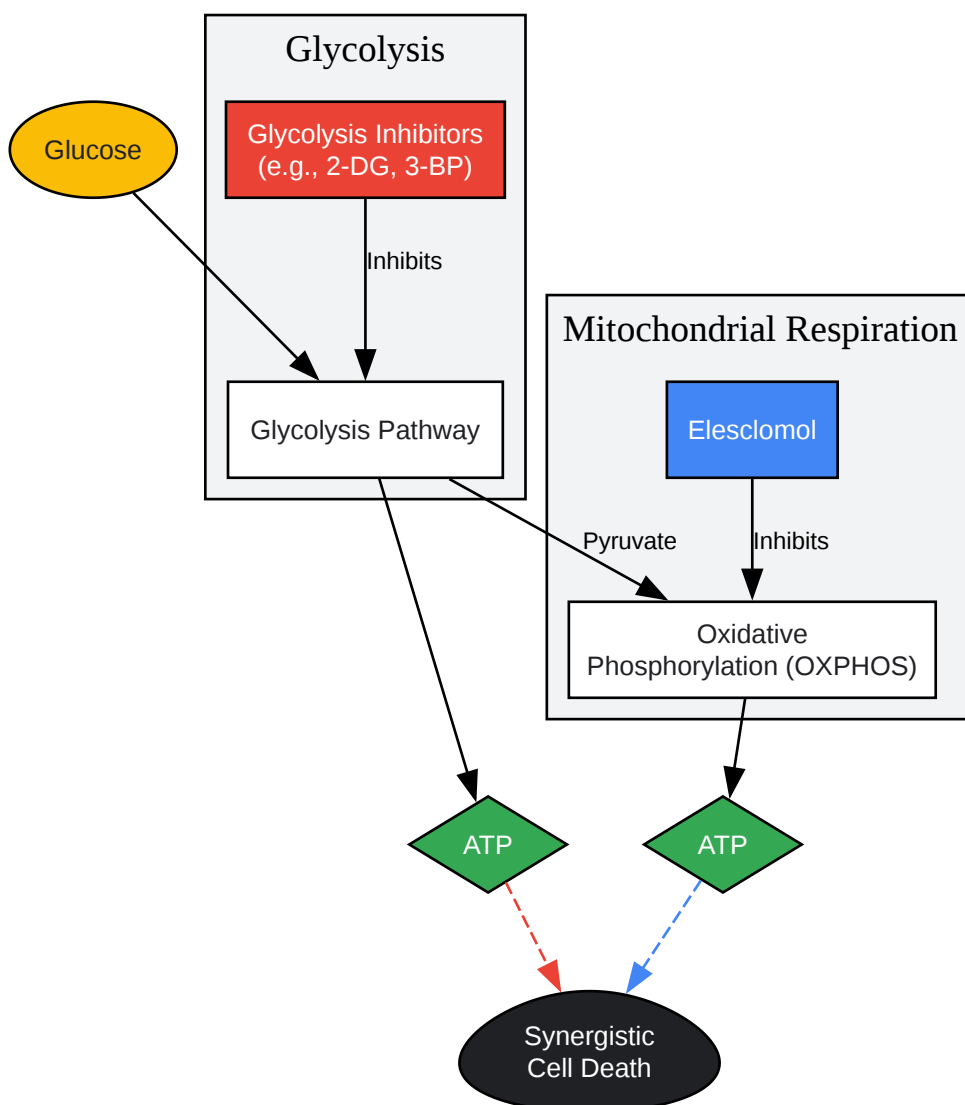 Glycolysis
Glycolysis Inhibitors
(e.g., 2-DG, 3-BP)
Glucose
Inhibits
Mitochondrial Respiration
Glycolysis Pathway
Elesclomol
Pyruvate
Inhibits
Oxidative
Phosphorylation (OXPHOS)
ATP
ATP
Synergistic
Cell Death